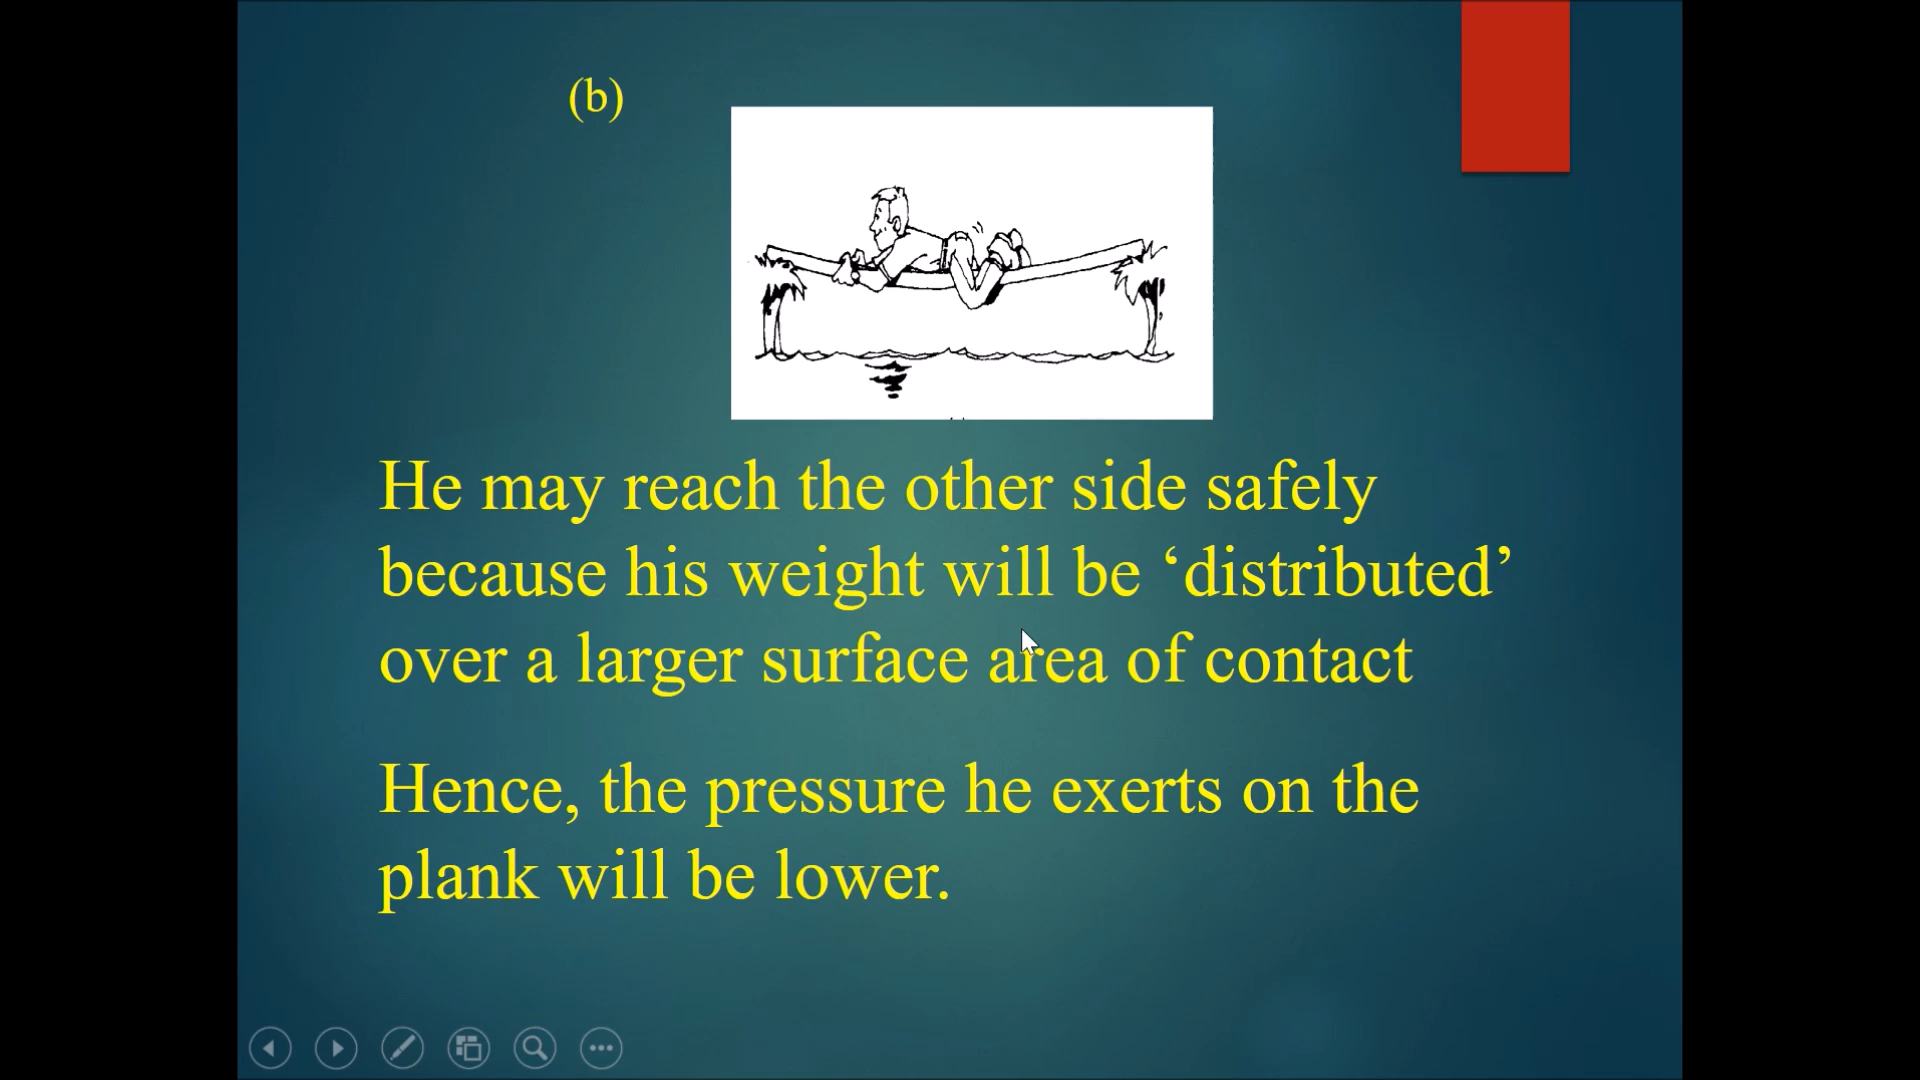 (b)
He may reach the other side safely
because his weight will be ‘distributed’
over a larger surface area of contact
Hence, the pressure he exerts on the
plank will be lower.